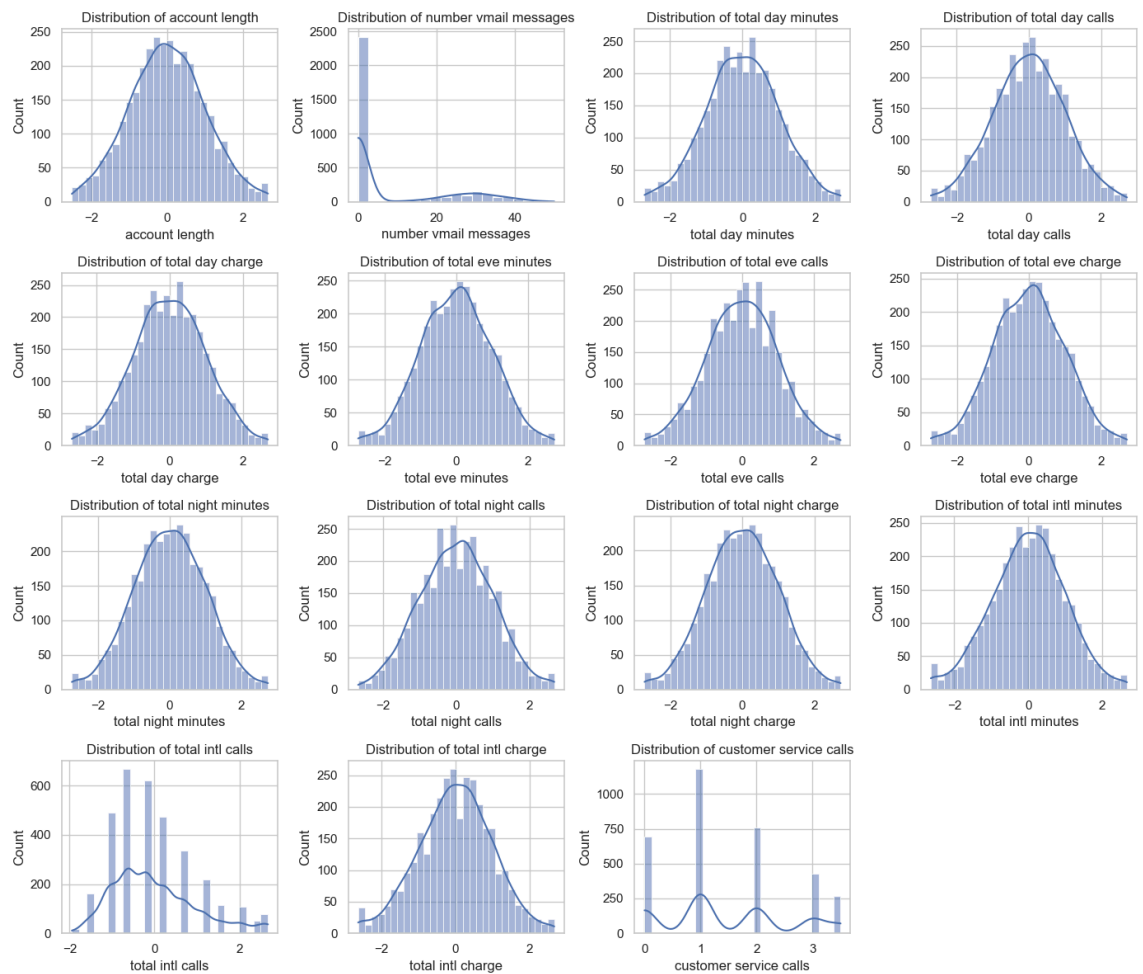 Distribution of account length
Distribution of number vmail messages
Distribution of total day minutes
Distribution of total day calls
250
200
150
100
50
0
Count
−2
0
2
account length
2500
2000
1500
1000
500
0
Count
0
20
40
number vmail messages
250
200
150
100
50
0
Count
−2
0
2
total day minutes
250
200
150
100
50
0
Count
−2
0
2
total day calls
Distribution of total day charge
Distribution of total eve minutes
Distribution of total eve calls
Distribution of total eve charge
250
200
150
100
50
0
Count
−2
0
2
total day charge
250
200
150
100
50
0
Count
−2
0
2
total eve minutes
250
200
150
100
50
0
Count
−2
0
2
total eve calls
250
200
150
100
50
0
Count
−2
0
2
total eve charge
Distribution of total night minutes
Distribution of total night calls
Distribution of total night charge
Distribution of total intl minutes
200
150
100
50
0
Count
−2
0
2
total night minutes
250
200
150
100
50
0
Count
−2
0
2
total night calls
200
150
100
50
0
Count
−2
0
2
total night charge
250
200
150
100
50
0
Count
−2
0
2
total intl minutes
Distribution of total intl calls
Distribution of total intl charge
Distribution of customer service calls
600
400
200
0
Count
−2
0
2
total intl calls
250
200
150
100
50
0
Count
−2
0
2
total intl charge
1000
750
500
250
0
Count
0
1
2
3
customer service calls